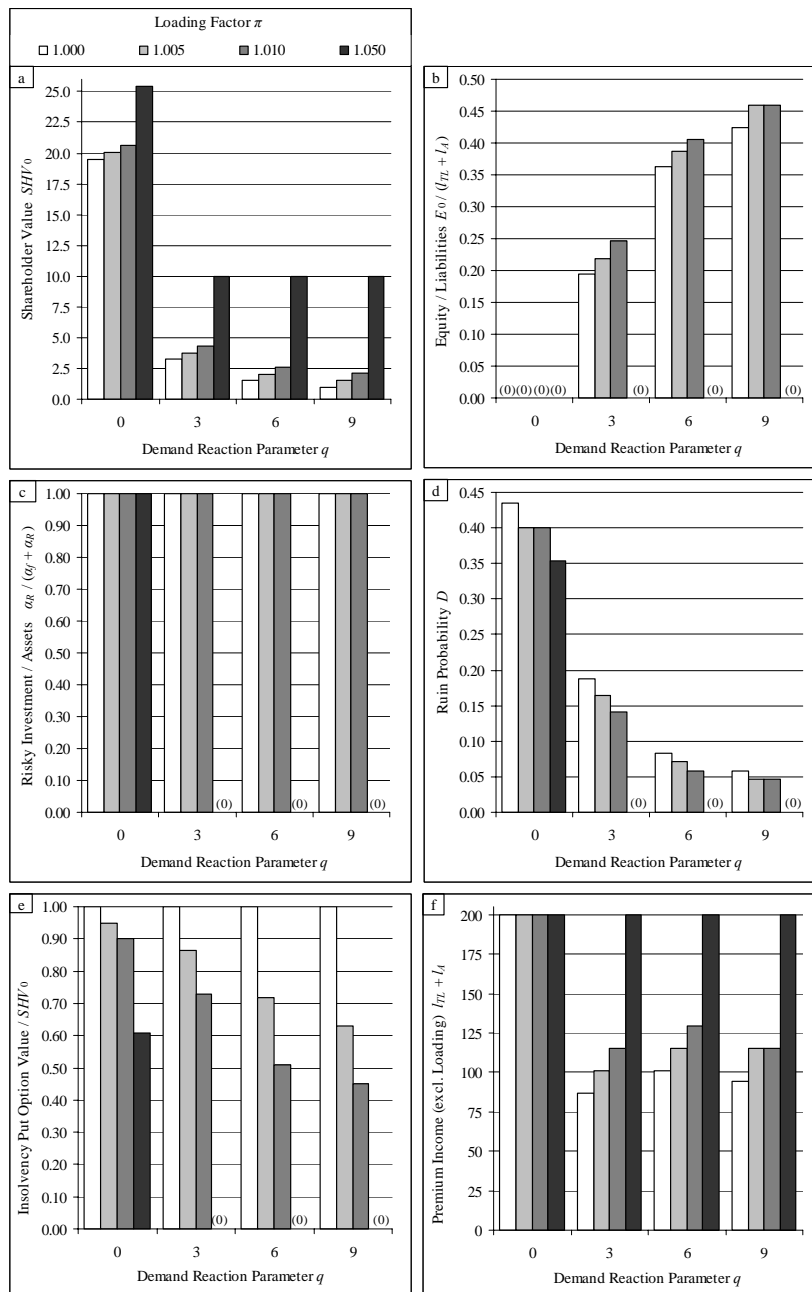 Loading Factor π
1.000 1.005 1.010 1.050
a
Shareholder Value SHV0
25.0
22.5
20.0
17.5
15.0
12.5
10.0
7.5
5.0
2.5
0.0
0 3 6 9
Demand Reaction Parameter q
b
Equity / Liabilities E0 / (lTL + lA)
0.50
0.45
0.40
0.35
0.30
0.25
0.20
0.15
0.10
0.05
0.00
(0)(0)(0)(0) (0) (0) (0)
0 3 6 9
Demand Reaction Parameter q
c
Risky Investment / Assets αR / (αf + αR)
1.00
0.90
0.80
0.70
0.60
0.50
0.40
0.30
0.20
0.10
0.00
(0) (0) (0)
0 3 6 9
Demand Reaction Parameter q
d
Ruin Probability D
0.45
0.40
0.35
0.30
0.25
0.20
0.15
0.10
0.05
0.00
(0) (0) (0)
0 3 6 9
Demand Reaction Parameter q
e
Insolvency Put Option Value / SHV0
1.00
0.90
0.80
0.70
0.60
0.50
0.40
0.30
0.20
0.10
0.00
(0) (0) (0)
0 3 6 9
Demand Reaction Parameter q
f
Premium Income (excl. Loading) lTL + lA
200
175
150
125
100
75
50
25
0
0 3 6 9
Demand Reaction Parameter q